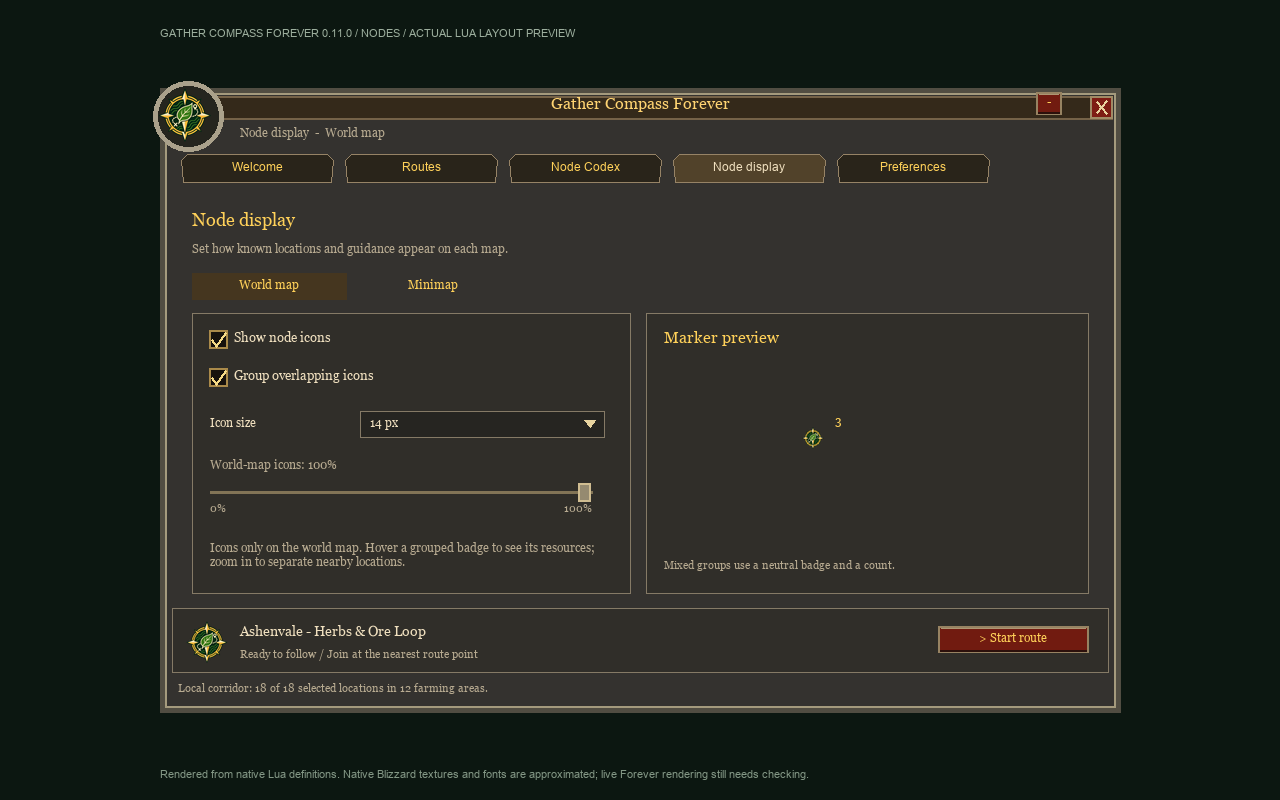 GATHER COMPASS FOREVER 0.11.0 / NODES / ACTUAL LUA LAYOUT PREVIEW
Gather Compass Forever
-
X
Node display - World map
Welcome
Routes
Node Codex
Node display
Preferences
Node display
Set how known locations and guidance appear on each map.
World map
Minimap
Show node icons
Group overlapping icons
Icon size
14 px
World-map icons: 100%
0%
100%
Icons only on the world map. Hover a grouped badge to see its resources;
zoom in to separate nearby locations.
Marker preview
3
Mixed groups use a neutral badge and a count.
Ashenvale - Herbs & Ore Loop
Ready to follow / Join at the nearest route point
> Start route
Local corridor: 18 of 18 selected locations in 12 farming areas.
Rendered from native Lua definitions. Native Blizzard textures and fonts are approximated; live Forever rendering still needs checking.